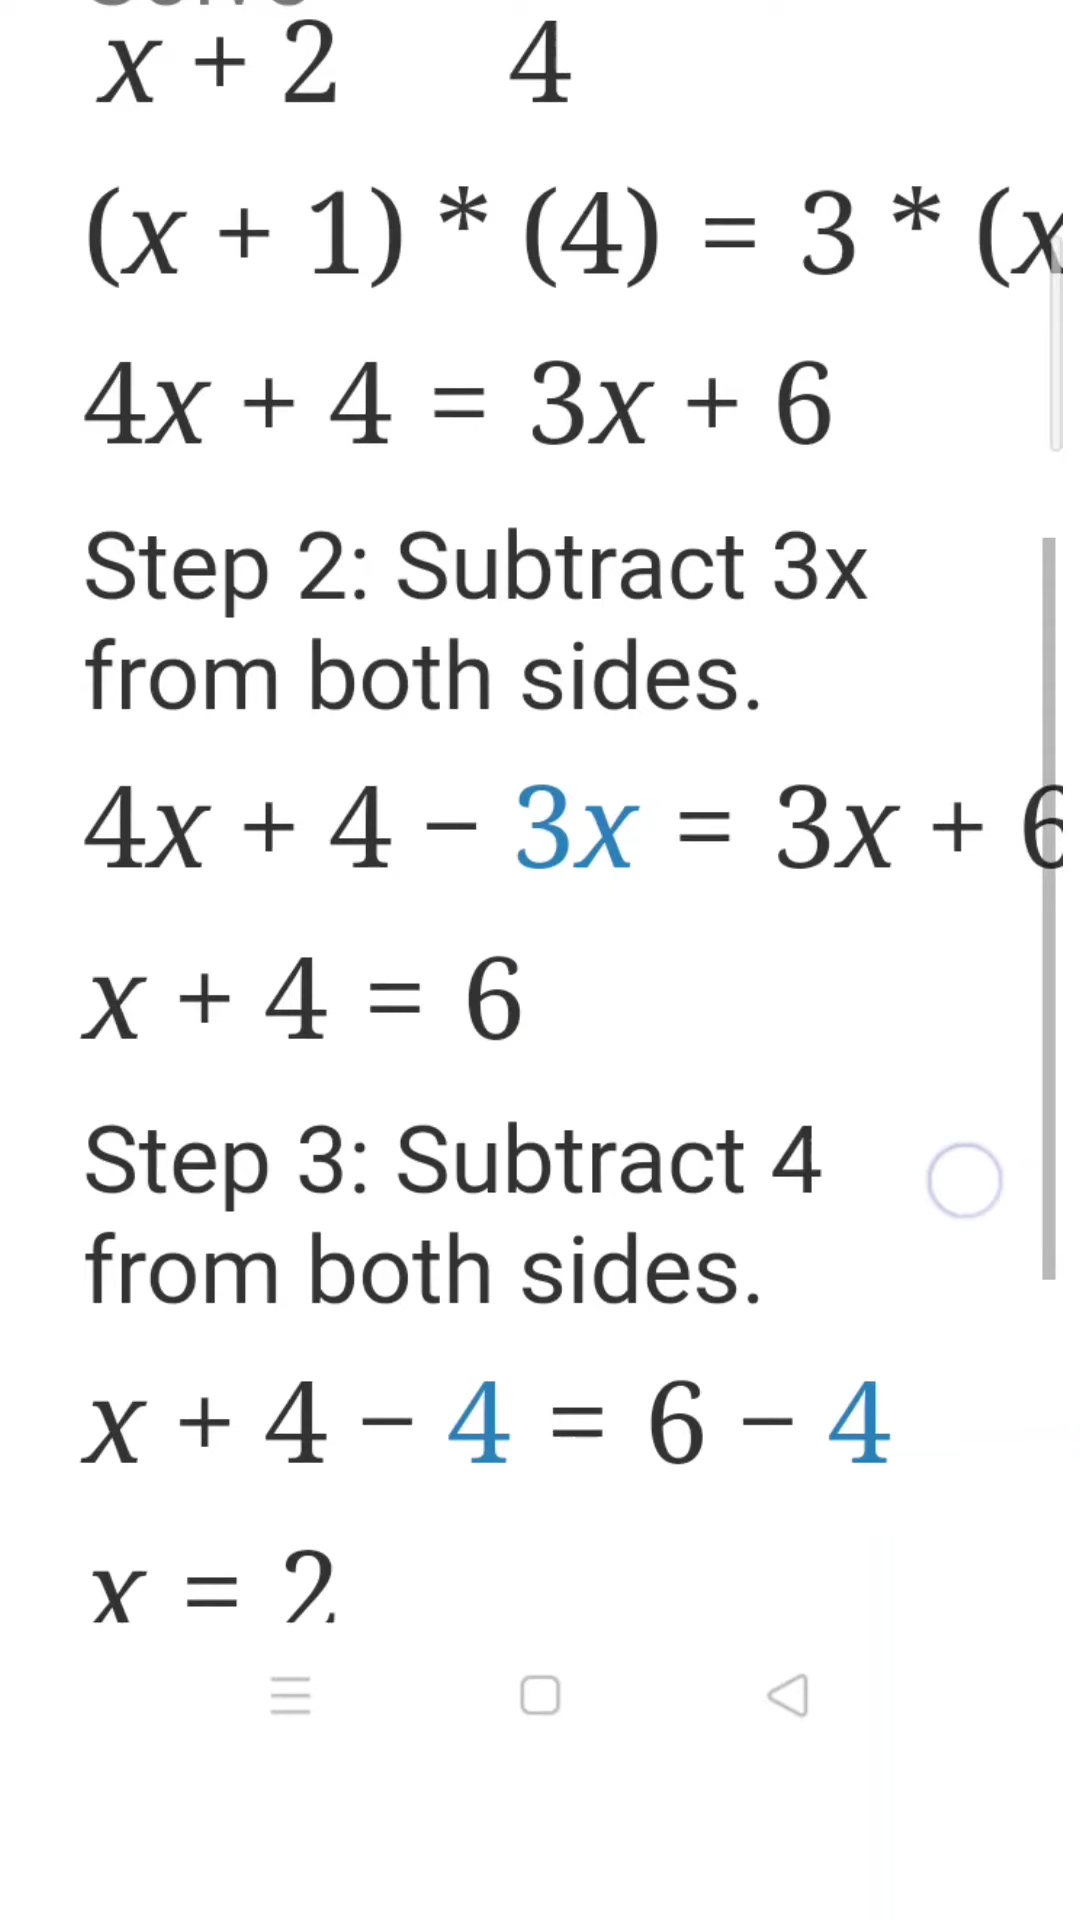 x + 2 4
(x + 1) * (4) = 3 * (x
4x + 4 = 3x + 6
Step 2: Subtract 3x
from both sides.
4x + 4 − 3x = 3x + 6
x + 4 = 6
Step 3: Subtract 4
from both sides.
x + 4 − 4 = 6 − 4
x = 2